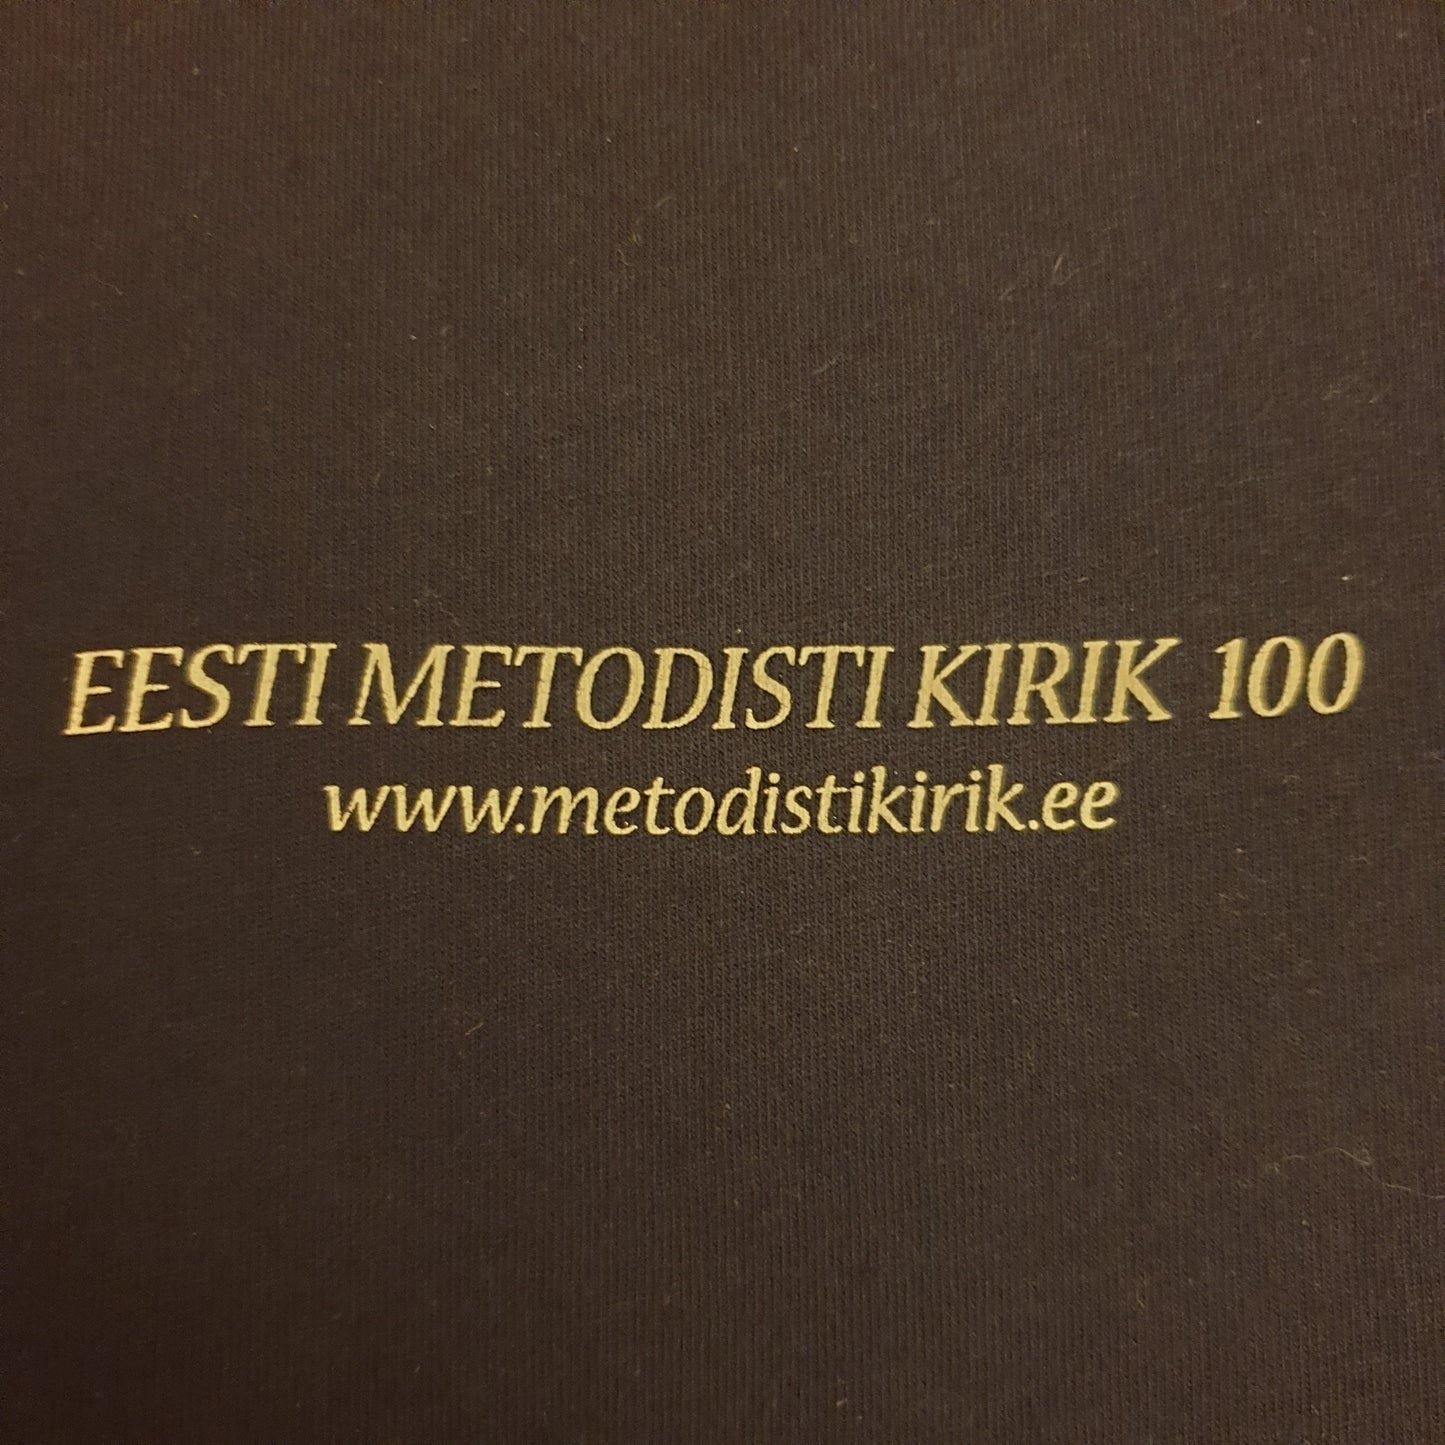 EESTI METODISTI KIRIK 100
www.metodistikirik.ee